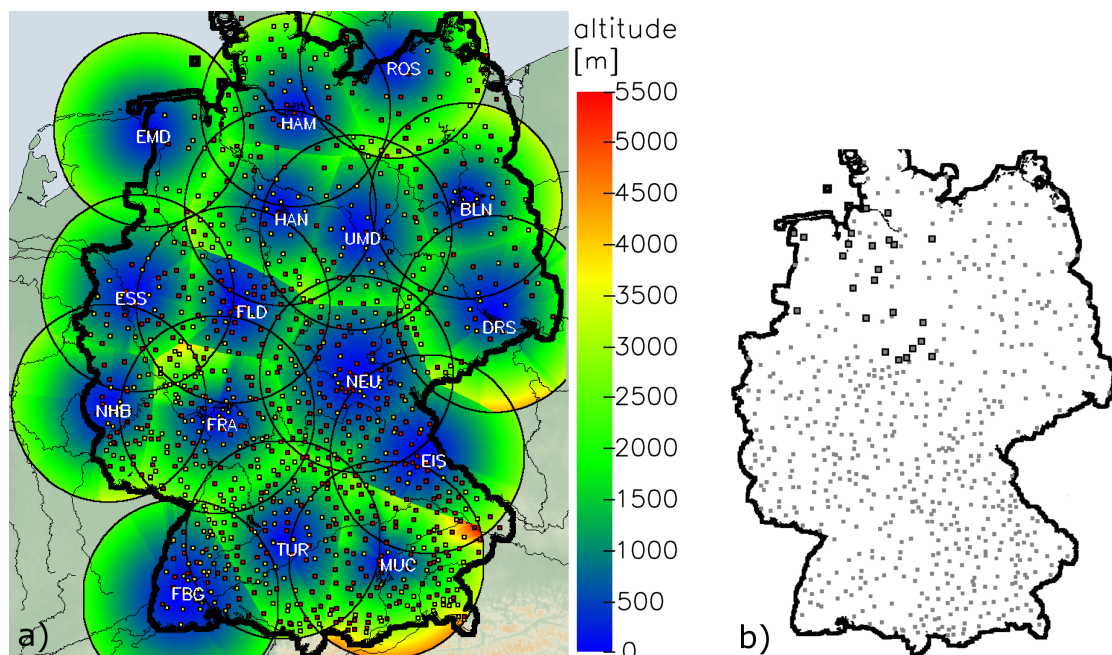 altitude
[m]
5500
5000
4500
4000
3500
3000
2500
2000
1500
1000
500
0
ROS
HAM
EMD
HAN
UMD
BLN
ESS
FLD
DRS
NEU
NHB
FRA
EIS
TUR
MUC
FBG
a)
b)